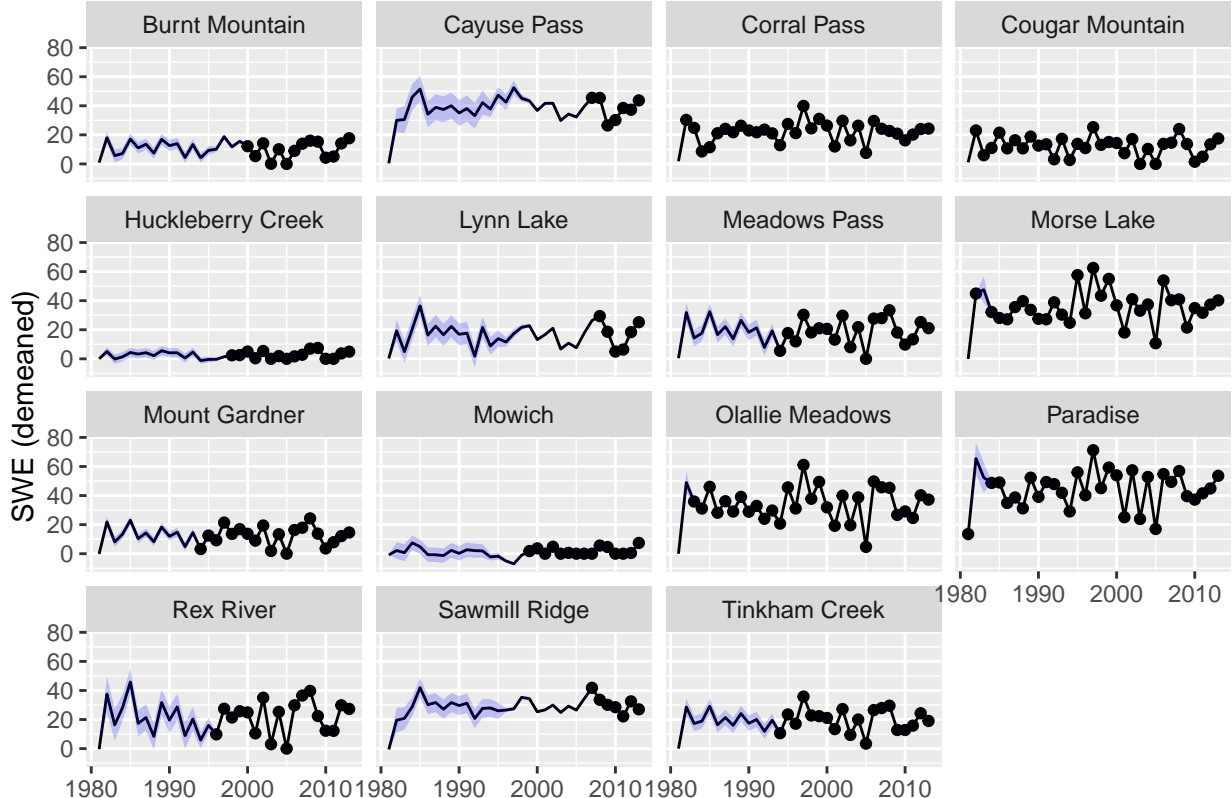 Burnt Mountain Cayuse Pass Corral Pass Cougar Mountain
80
60
40
20
0
Huckleberry Creek Lynn Lake Meadows Pass Morse Lake
80
60
40
20
0
SWE (demeaned)
Mount Gardner Mowich Olallie Meadows Paradise
80
60
40
20
0
1980 1990 2000 2010
Rex River Sawmill Ridge Tinkham Creek
80
60
40
20
0
1980 1990 2000 2010 1980 1990 2000 2010 1980 1990 2000 2010